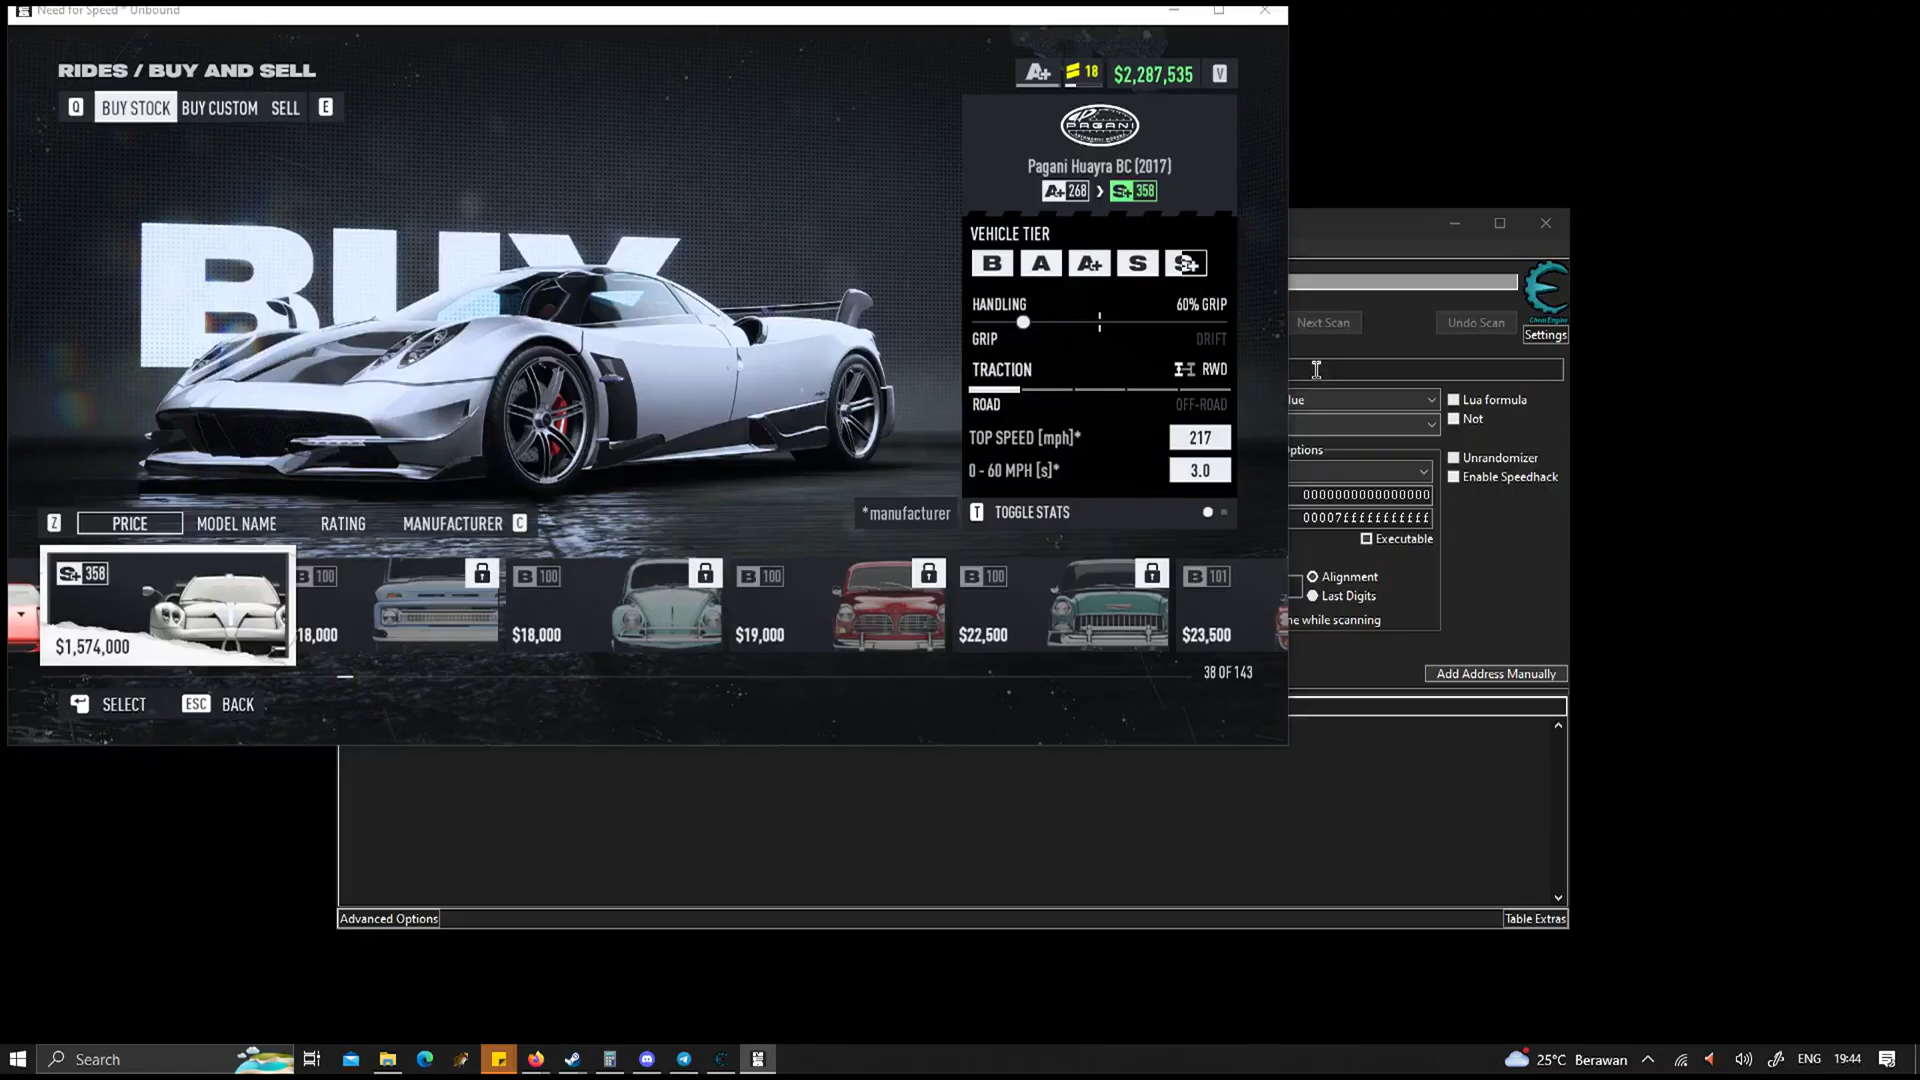 Need for Speed™ Unbound
RIDES / BUY AND SELL
A+ 18 $2,287,535 V
Q BUY STOCK BUY CUSTOM SELL E
BUY
PAGANI
Pagani Huayra BC (2017)
A+ 268 S+ 358
VEHICLE TIER
B A A+ S S+
HANDLING 60% GRIP
GRIP DRIFT
TRACTION RWD
ROAD OFF-ROAD
TOP SPEED [mph]* 217
0 - 60 MPH [s]* 3.0
*manufacturer
T TOGGLE STATS
Z PRICE MODEL NAME RATING MANUFACTURER C
S+ 358 B 100 B 100 B 100 B 100 B 101
$1,574,000 18,000 $18,000 $19,000 $22,500 $23,500
38 OF 143
SELECT ESC BACK
Cheat Engine
Next Scan Undo Scan Settings
lue Lua formula
Not
ptions Unrandomizer
Enable Speedhack
0000000000000000
00007fffffffffff
Executable
Alignment
Last Digits
me while scanning
Add Address Manually
Advanced Options Table Extras
Search 25°C Berawan ENG 19:44